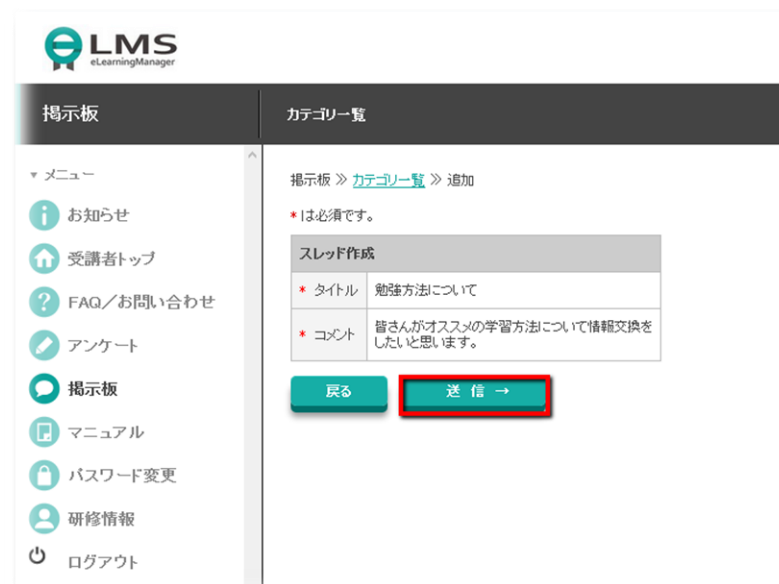 eLMS
eLearningManager
掲示板
カテゴリ一覧
▼ メニュー
お知らせ
受講者トップ
FAQ／お問い合わせ
アンケート
掲示板
マニュアル
パスワード変更
研修情報
ログアウト
掲示板 ≫ カテゴリ一覧 ≫ 追加
* は必須です。
スレッド作成
* タイトル 勉強方法について
* コメント 皆さんがオススメの学習方法について情報交換を
したいと思います。
戻る 送 信 →